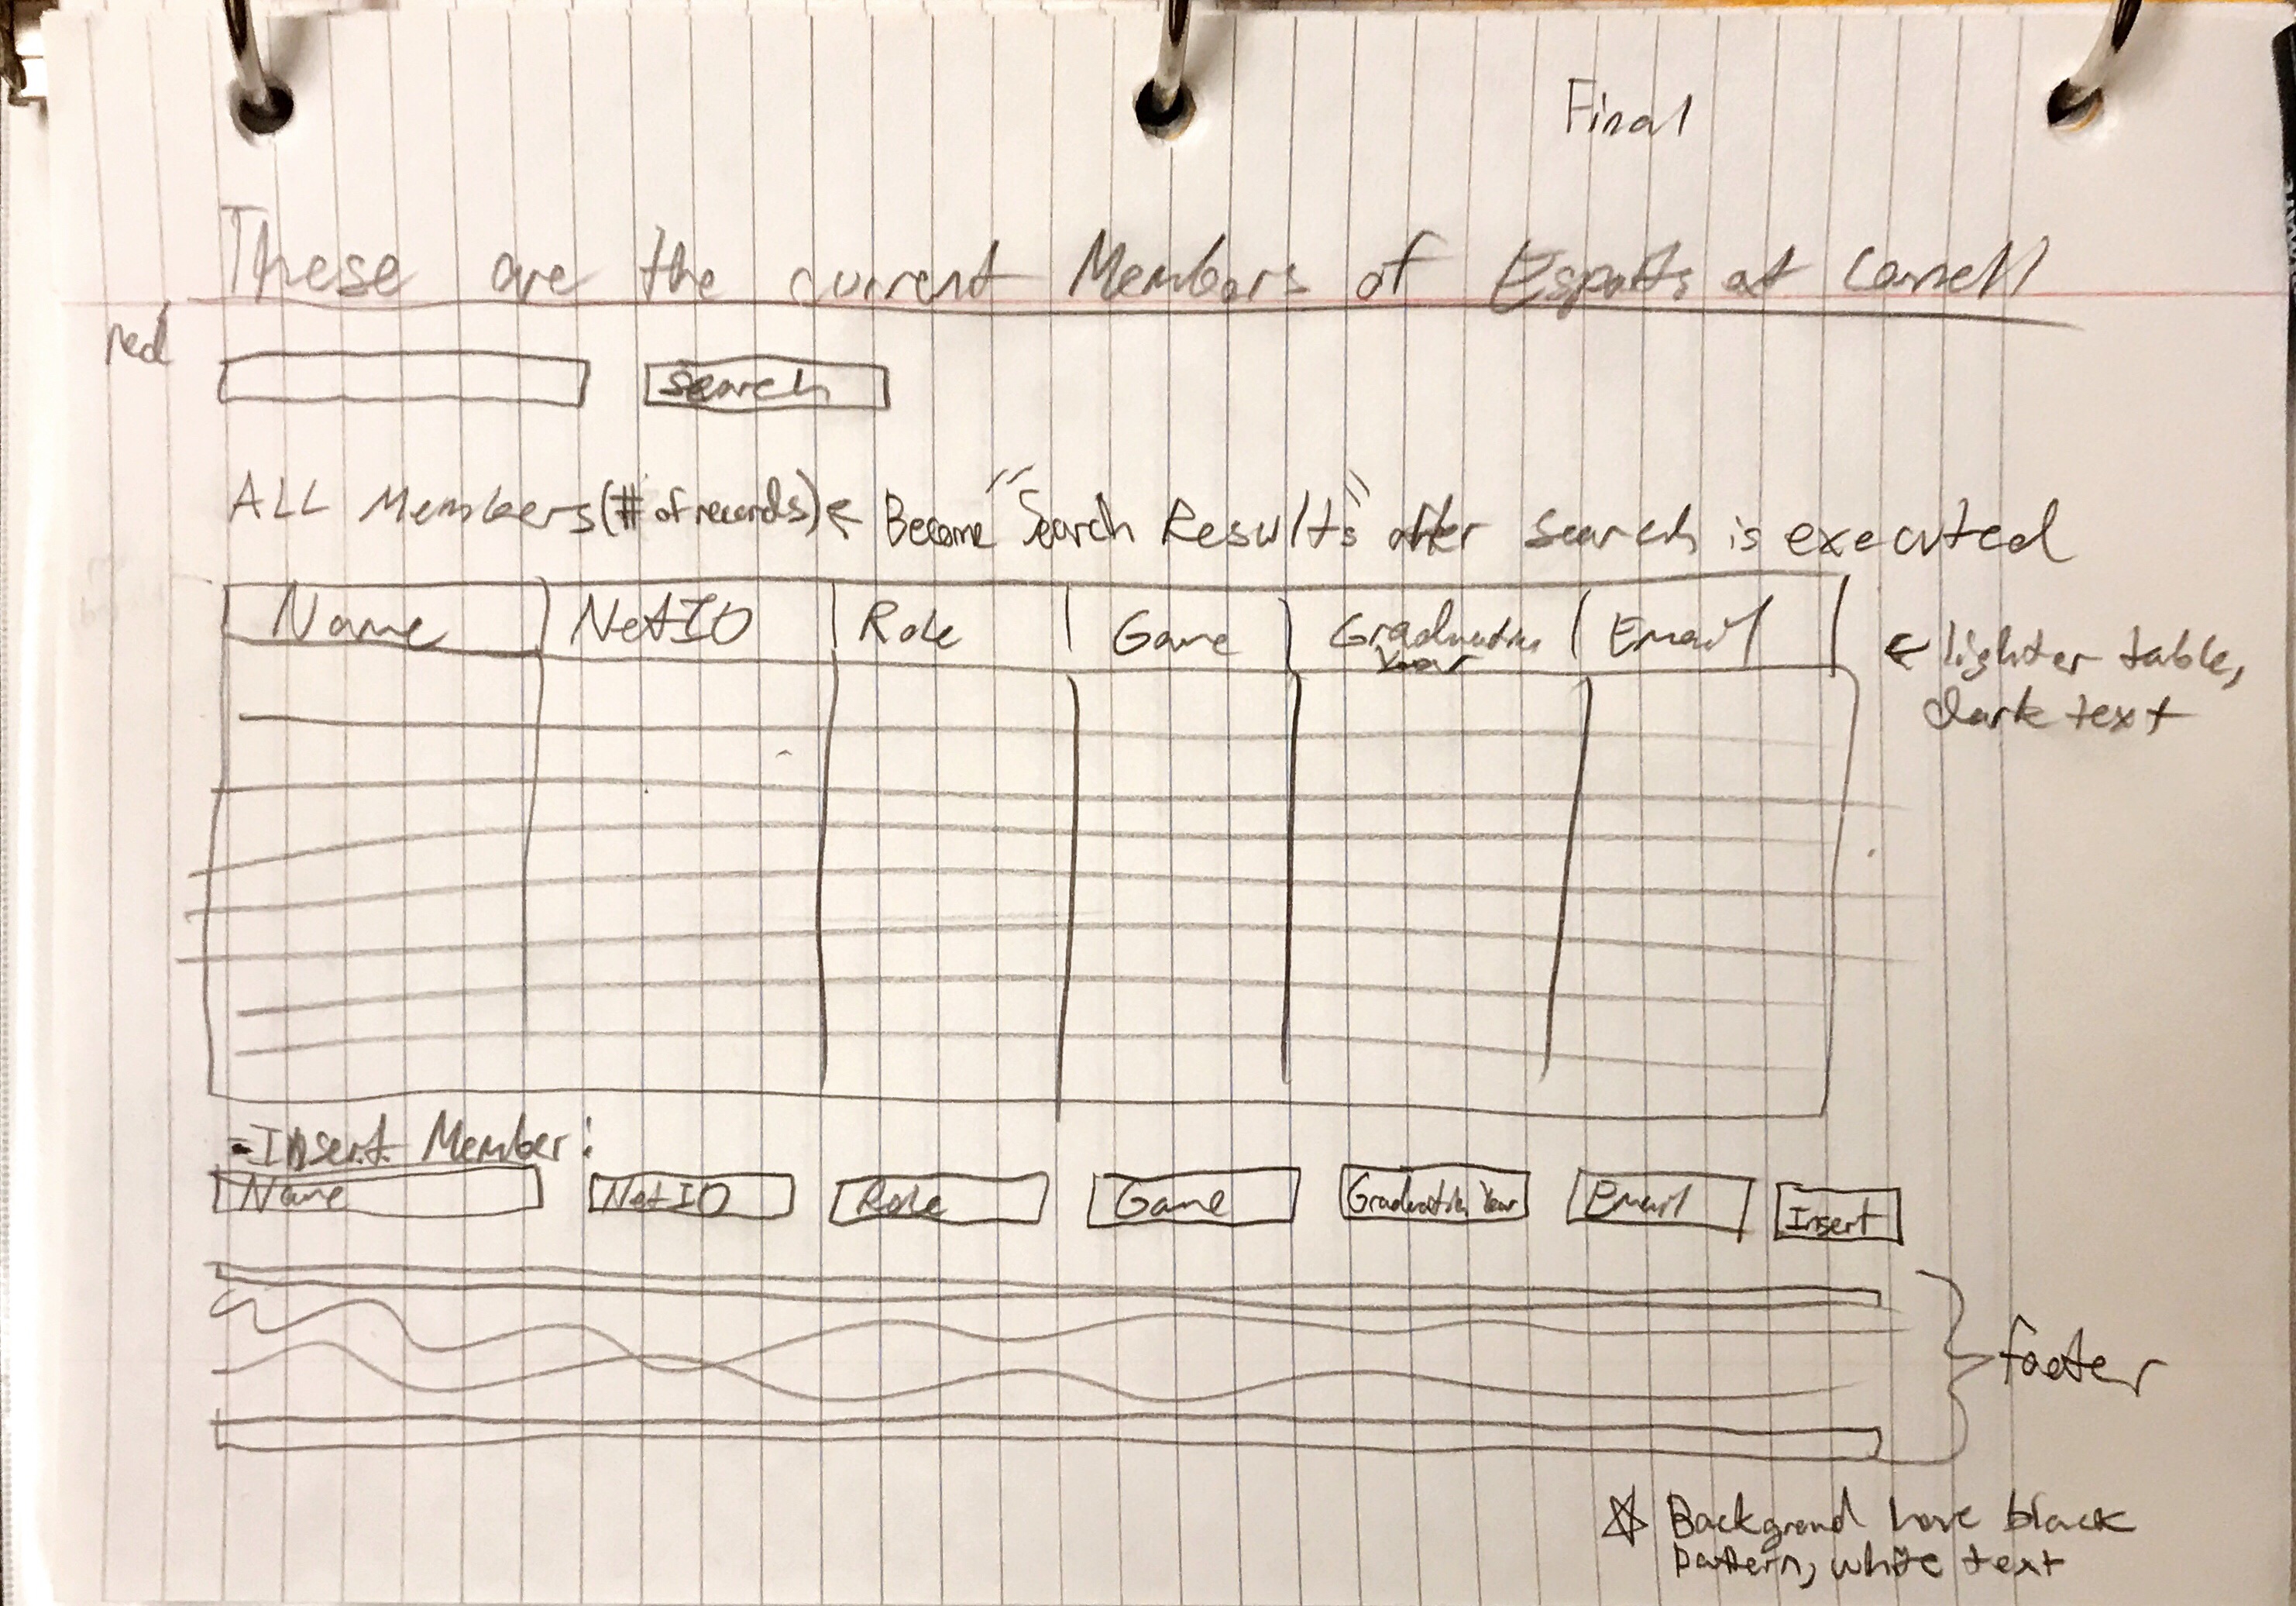 Final
These are the current Members of Esports at Cornell
red
Search
ALL Members (# of records) ← Become "Search Results" after search is executed
Name NetID Role Game Graduation Year Email
← lighter table,
dark text
-Insert Member:
Name NetID Role Game Graduation Year Email Insert
footer
☆ Background have black
pattern, white text